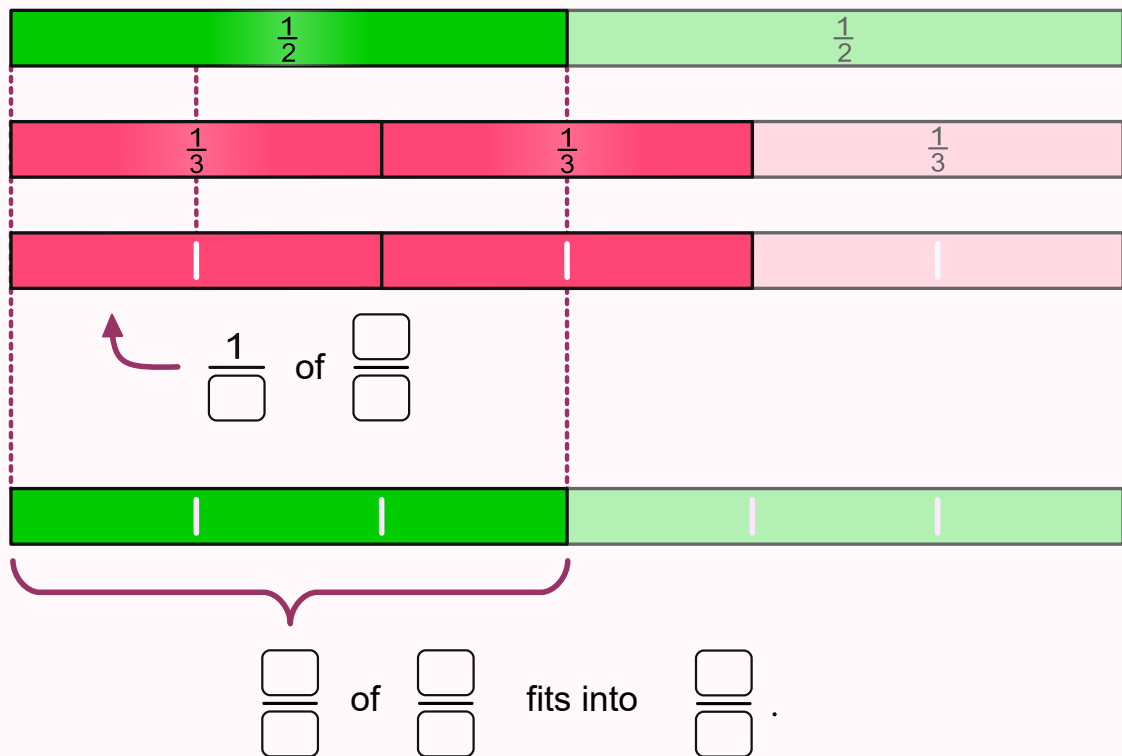 1/2 1/2
1/3 1/3 1/3
1/□ of □/□
□/□ of □/□ fits into □/□ .